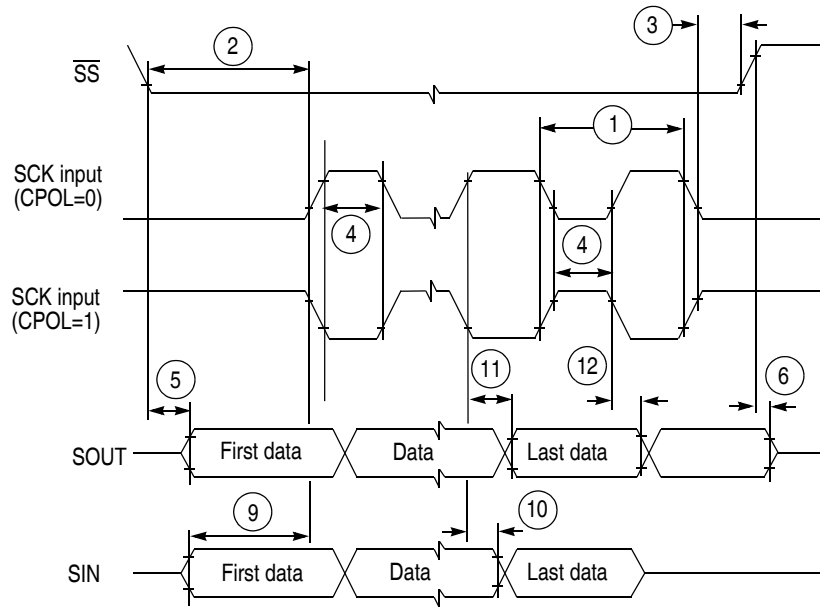 3
2
SS
1
SCK input
(CPOL=0)
4
4
SCK input
(CPOL=1)
5
11
12
6
SOUT
First data
Data
Last data
9
10
SIN
First data
Data
Last data